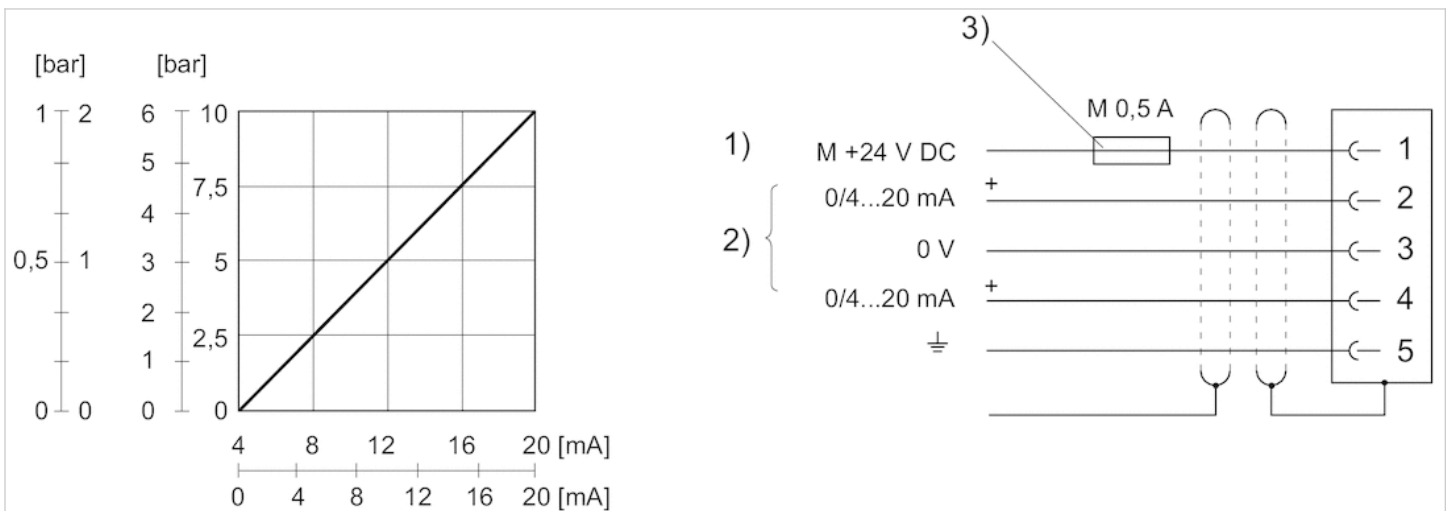 [bar] [bar]
1 2 6 10
5
7,5
4
0,5 1 3 5
2
2,5
1
0 0 0 0
4 8 12 16 20 [mA]
0 4 8 12 16 20 [mA]
3)
M 0,5 A
1) M +24 V DC 1
0/4...20 mA + 2
2) 0 V 3
0/4...20 mA + 4
5